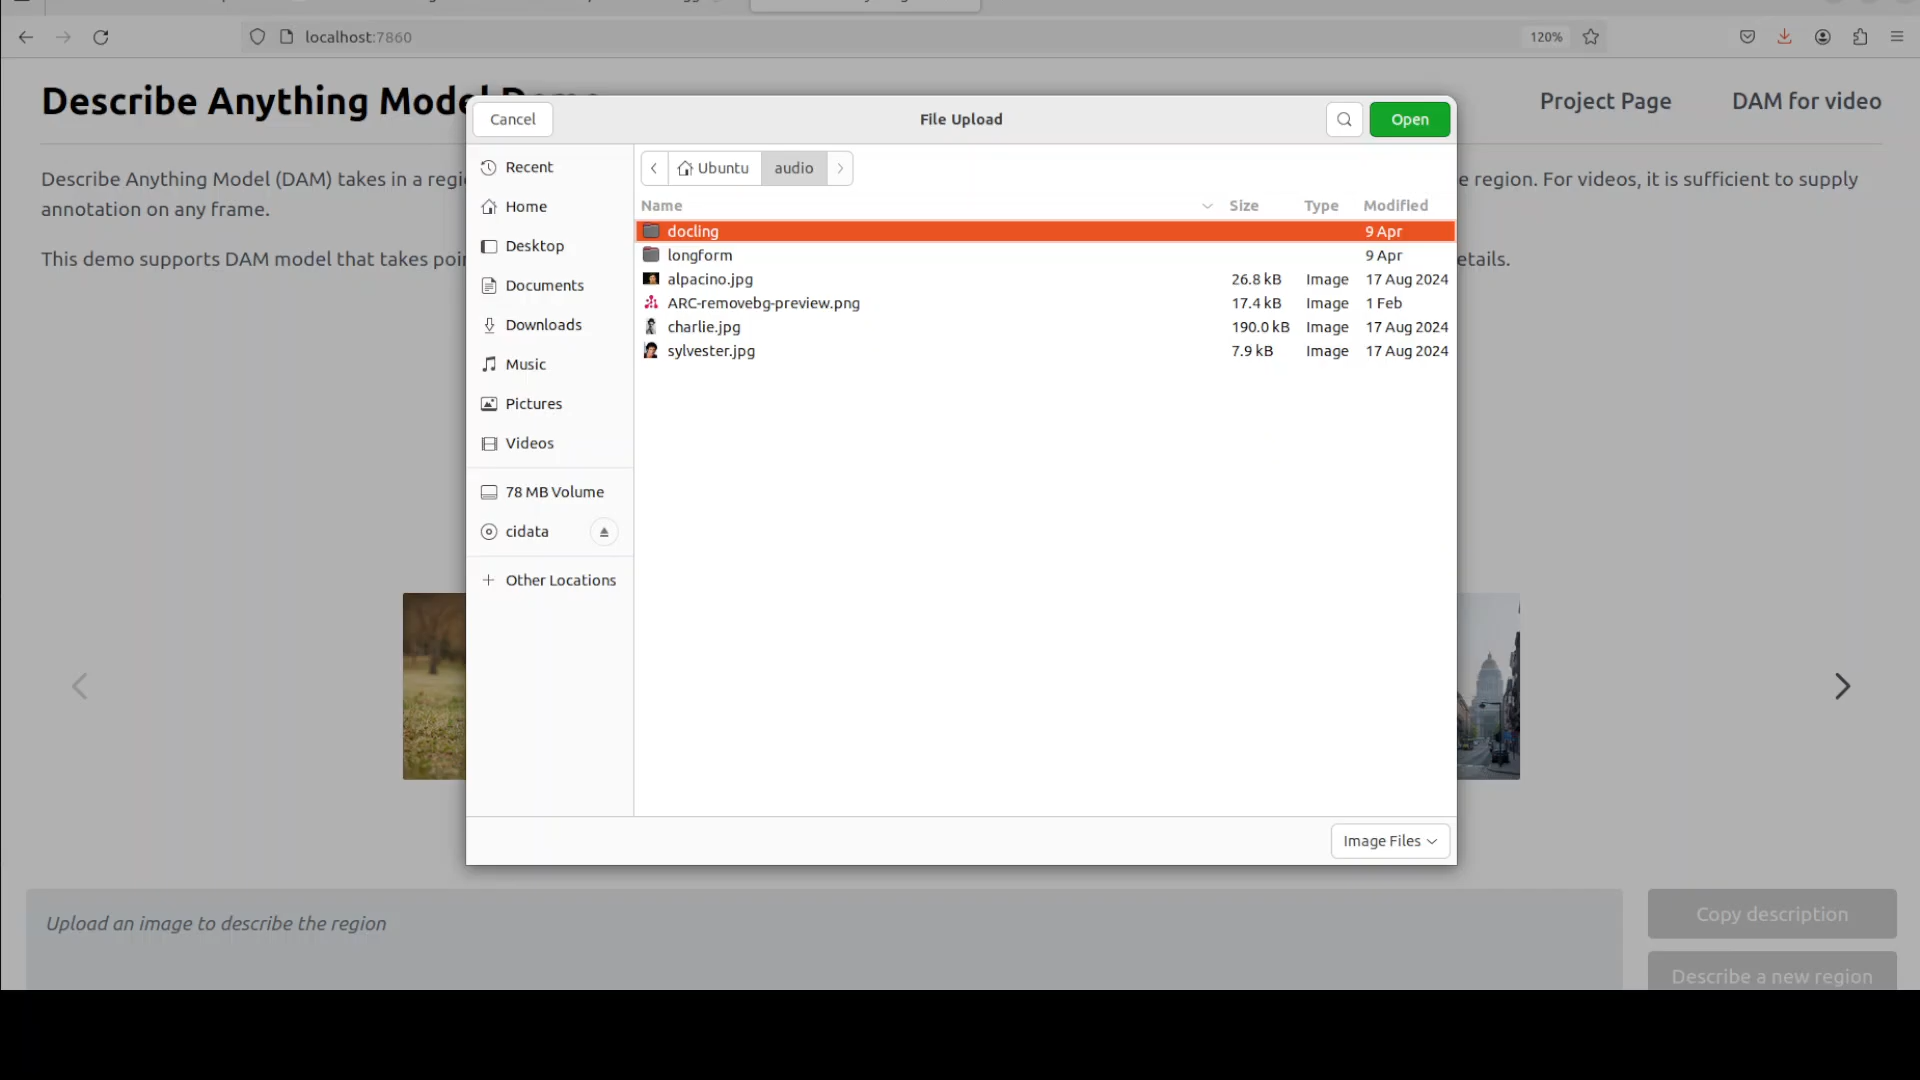 localhost:7860
120%
Describe Anything Model Demo
Project Page
DAM for video
Cancel
File Upload
Open
Recent
Home
Desktop
Documents
Downloads
Music
Pictures
Videos
78 MB Volume
cidata
Other Locations
Ubuntu
audio
Name Size Type Modified
docling 9 Apr
longform 9 Apr
alpacino.jpg 26.8 kB Image 17 Aug 2024
ARC-removebg-preview.png 17.4 kB Image 1 Feb
charlie.jpg 190.0 kB Image 17 Aug 2024
sylvester.jpg 7.9 kB Image 17 Aug 2024
Image Files
Describe Anything Model (DAM) takes in a regi
e region. For videos, it is sufficient to supply
annotation on any frame.
This demo supports DAM model that takes poi
etails.
Upload an image to describe the region
Copy description
Describe a new region